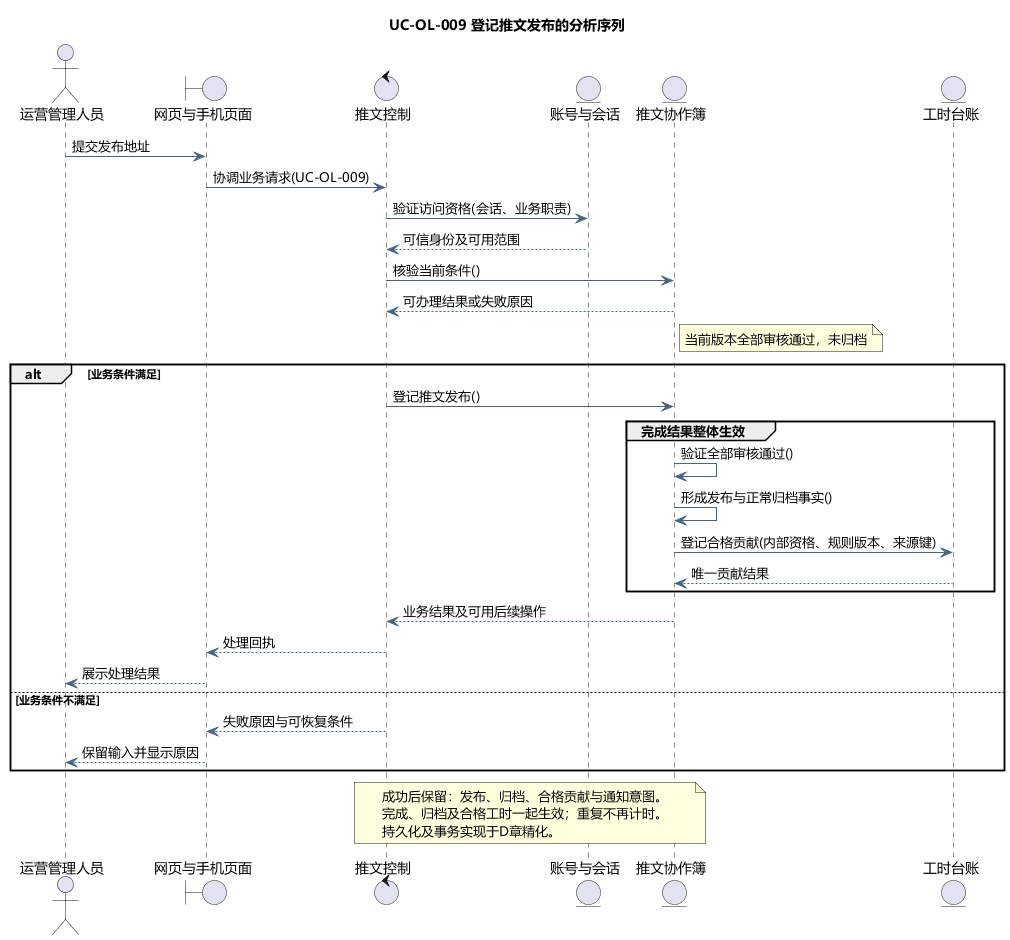 UC-OL-009 登记推文发布的分析序列
运营管理人员
网页与手机页面
推文控制
账号与会话
推文协作簿
工时台账
提交发布地址
协调业务请求(UC-OL-009)
验证访问资格(会话、业务职责)
可信身份及可用范围
核验当前条件()
可办理结果或失败原因
当前版本全部审核通过，未归档
alt
[业务条件满足]
登记推文发布()
完成结果整体生效
验证全部审核通过()
形成发布与正常归档事实()
登记合格贡献(内部资格、规则版本、来源键)
唯一贡献结果
业务结果及可用后续操作
处理回执
展示处理结果
[业务条件不满足]
失败原因与可恢复条件
保留输入并显示原因
成功后保留：发布、归档、合格贡献与通知意图。
完成、归档及合格工时一起生效；重复不再计时。
持久化及事务实现于D章精化。
运营管理人员
网页与手机页面
推文控制
账号与会话
推文协作簿
工时台账